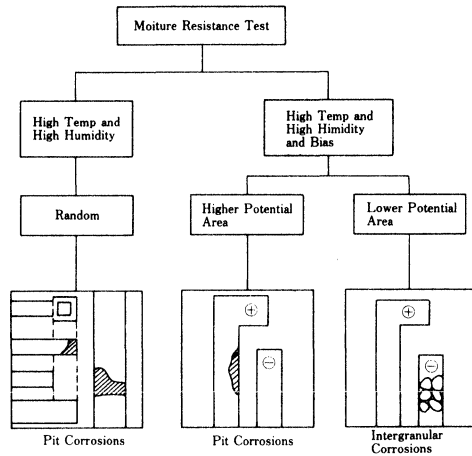 Moiture Resistance Test
High Temp and
High Humidity
High Temp and
High Himidity
and Bias
Random
Higher Potential
Area
Lower Potential
Area
+
−
+
−
Pit Corrosions
Pit Corrosions
Intergranular
Corrosions